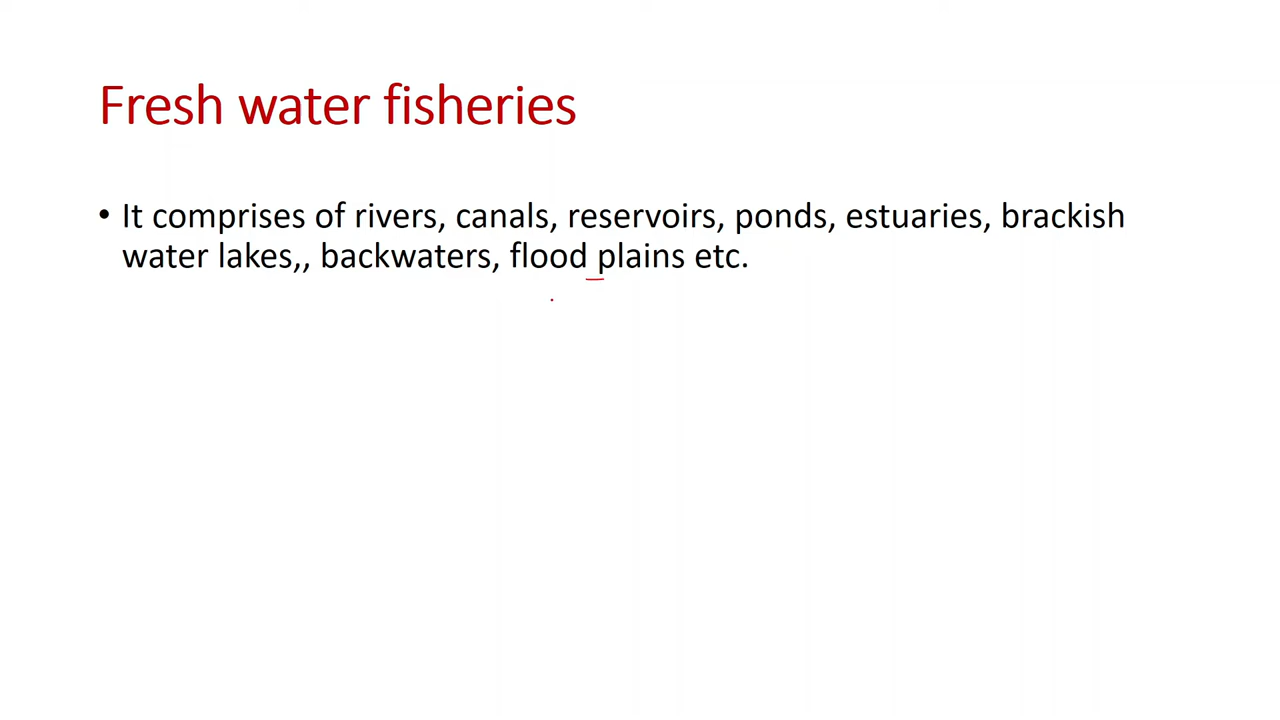 Fresh water fisheries
• It comprises of rivers, canals, reservoirs, ponds, estuaries, brackish
water lakes,, backwaters, flood plains etc.